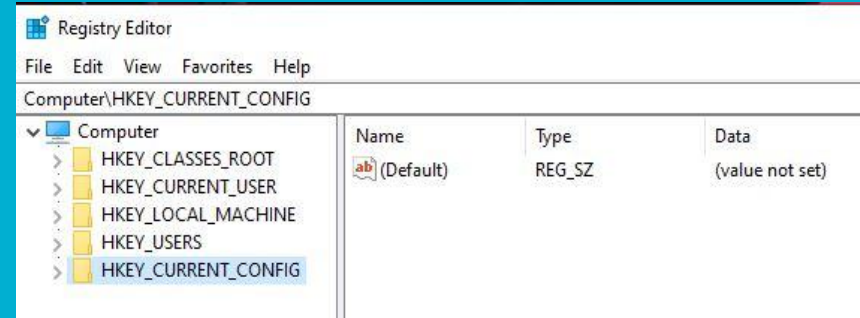 Registry Editor
File Edit View Favorites Help
Computer\HKEY_CURRENT_CONFIG
Computer
HKEY_CLASSES_ROOT
HKEY_CURRENT_USER
HKEY_LOCAL_MACHINE
HKEY_USERS
HKEY_CURRENT_CONFIG
Name Type Data
ab (Default) REG_SZ (value not set)